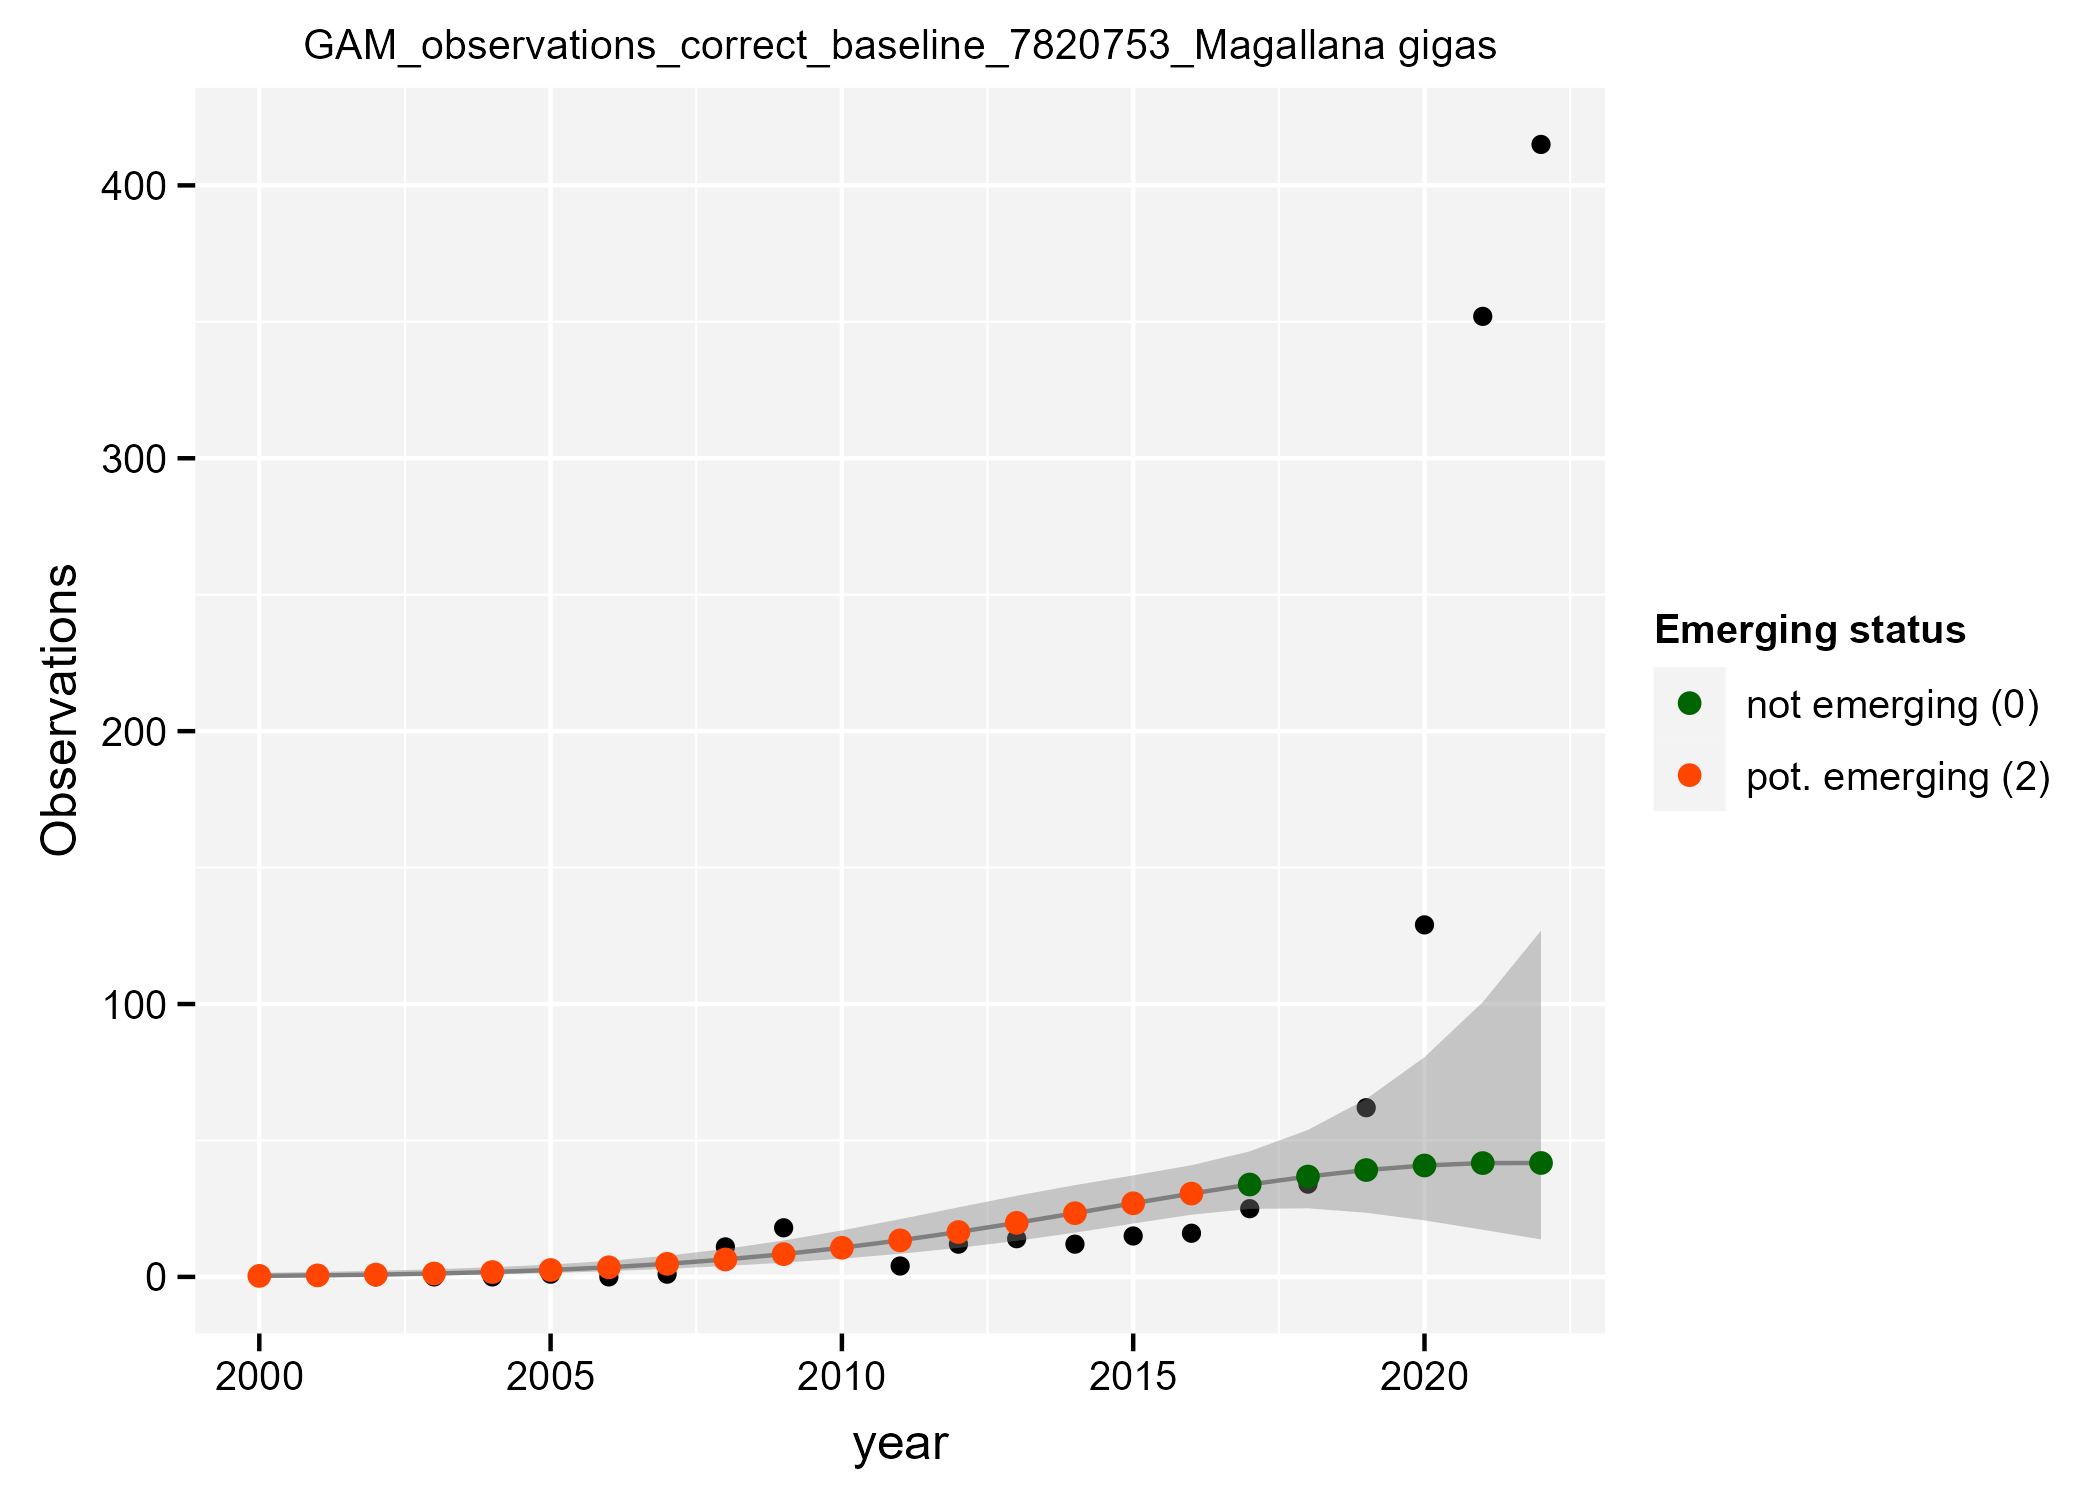 GAM_observations_correct_baseline_7820753_Magallana gigas
Observations
400
300
200
100
0
2000 2005 2010 2015 2020
year
Emerging status
not emerging (0)
pot. emerging (2)